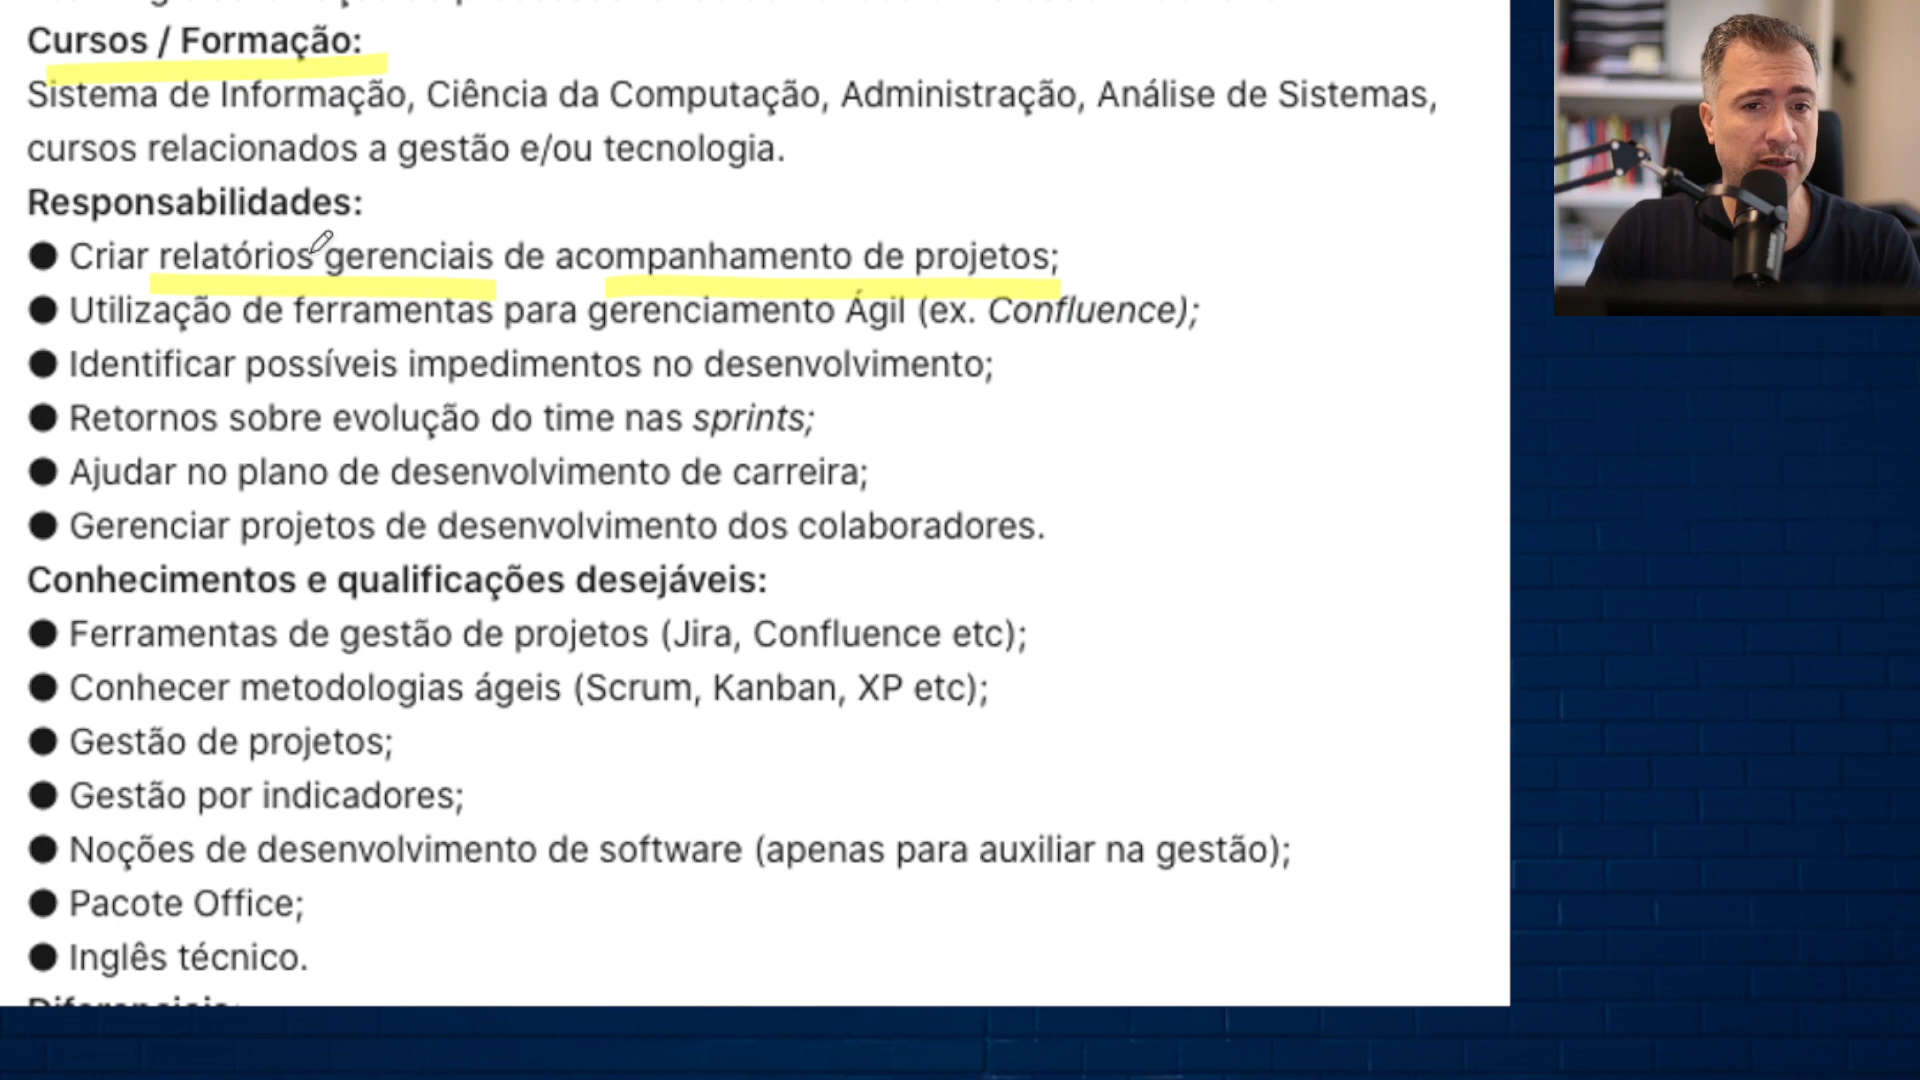 Cursos / Formação:
Sistema de Informação, Ciência da Computação, Administração, Análise de Sistemas,
cursos relacionados a gestão e/ou tecnologia.
Responsabilidades:
● Criar relatórios gerenciais de acompanhamento de projetos;
● Utilização de ferramentas para gerenciamento Ágil (ex. Confluence);
● Identificar possíveis impedimentos no desenvolvimento;
● Retornos sobre evolução do time nas sprints;
● Ajudar no plano de desenvolvimento de carreira;
● Gerenciar projetos de desenvolvimento dos colaboradores.
Conhecimentos e qualificações desejáveis:
● Ferramentas de gestão de projetos (Jira, Confluence etc);
● Conhecer metodologias ágeis (Scrum, Kanban, XP etc);
● Gestão de projetos;
● Gestão por indicadores;
● Noções de desenvolvimento de software (apenas para auxiliar na gestão);
● Pacote Office;
● Inglês técnico.
Diferenciais: